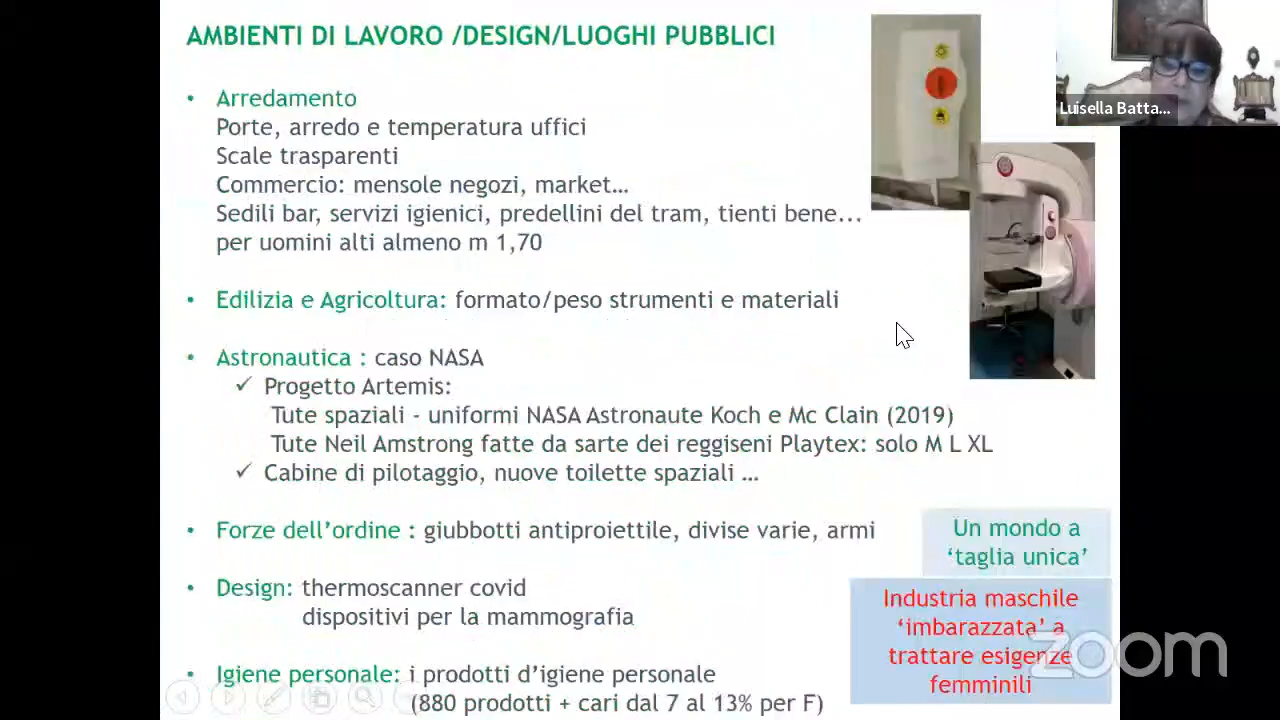 AMBIENTI DI LAVORO /DESIGN/LUOGHI PUBBLICI
Luisella Batta...
• Arredamento
Porte, arredo e temperatura uffici
Scale trasparenti
Commercio: mensole negozi, market…
Sedili bar, servizi igienici, predellini del tram, tienti bene...
per uomini alti almeno m 1,70
• Edilizia e Agricoltura: formato/peso strumenti e materiali
• Astronautica : caso NASA
✓ Progetto Artemis:
Tute spaziali - uniformi NASA Astronaute Koch e Mc Clain (2019)
Tute Neil Amstrong fatte da sarte dei reggiseni Playtex: solo M L XL
✓ Cabine di pilotaggio, nuove toilette spaziali …
• Forze dell’ordine : giubbotti antiproiettile, divise varie, armi
• Design: thermoscanner covid
dispositivi per la mammografia
• Igiene personale: i prodotti d’igiene personale
(880 prodotti + cari dal 7 al 13% per F)
Un mondo a
‘taglia unica’
Industria maschile
‘imbarazzata’ a
trattare esigenze
femminili
zoom